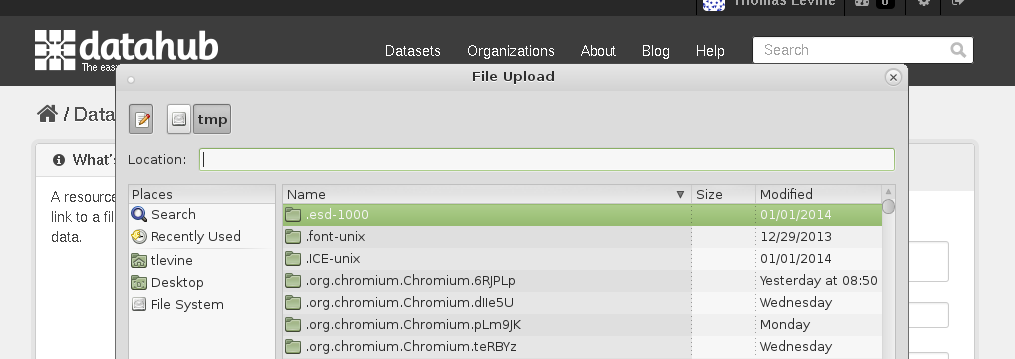 Thomas Levine 0
datahub
The eas
Datasets Organizations About Blog Help Search
File Upload
/ Data
tmp
What's
Location:
A resource
link to a fil
data.
Places
Search
Recently Used
tlevine
Desktop
File System
Name Size Modified
.esd-1000 01/01/2014
.font-unix 12/29/2013
.ICE-unix 01/01/2014
.org.chromium.Chromium.6RJPLp Yesterday at 08:50
.org.chromium.Chromium.dIIe5U Wednesday
.org.chromium.Chromium.pLm9JK Monday
.org.chromium.Chromium.teRBYz Wednesday